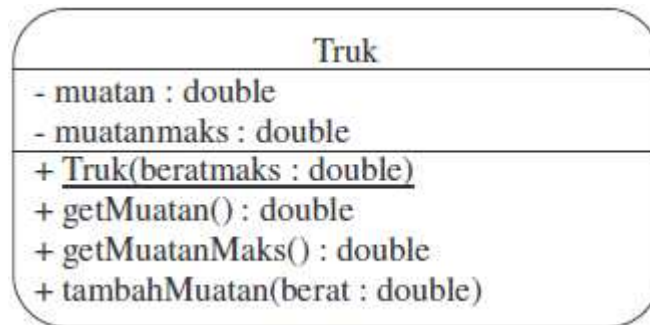 Truk
- muatan : double
- muatanmaks : double
+ Truk(beratmaks : double)
+ getMuatan() : double
+ getMuatanMaks() : double
+ tambahMuatan(berat : double)